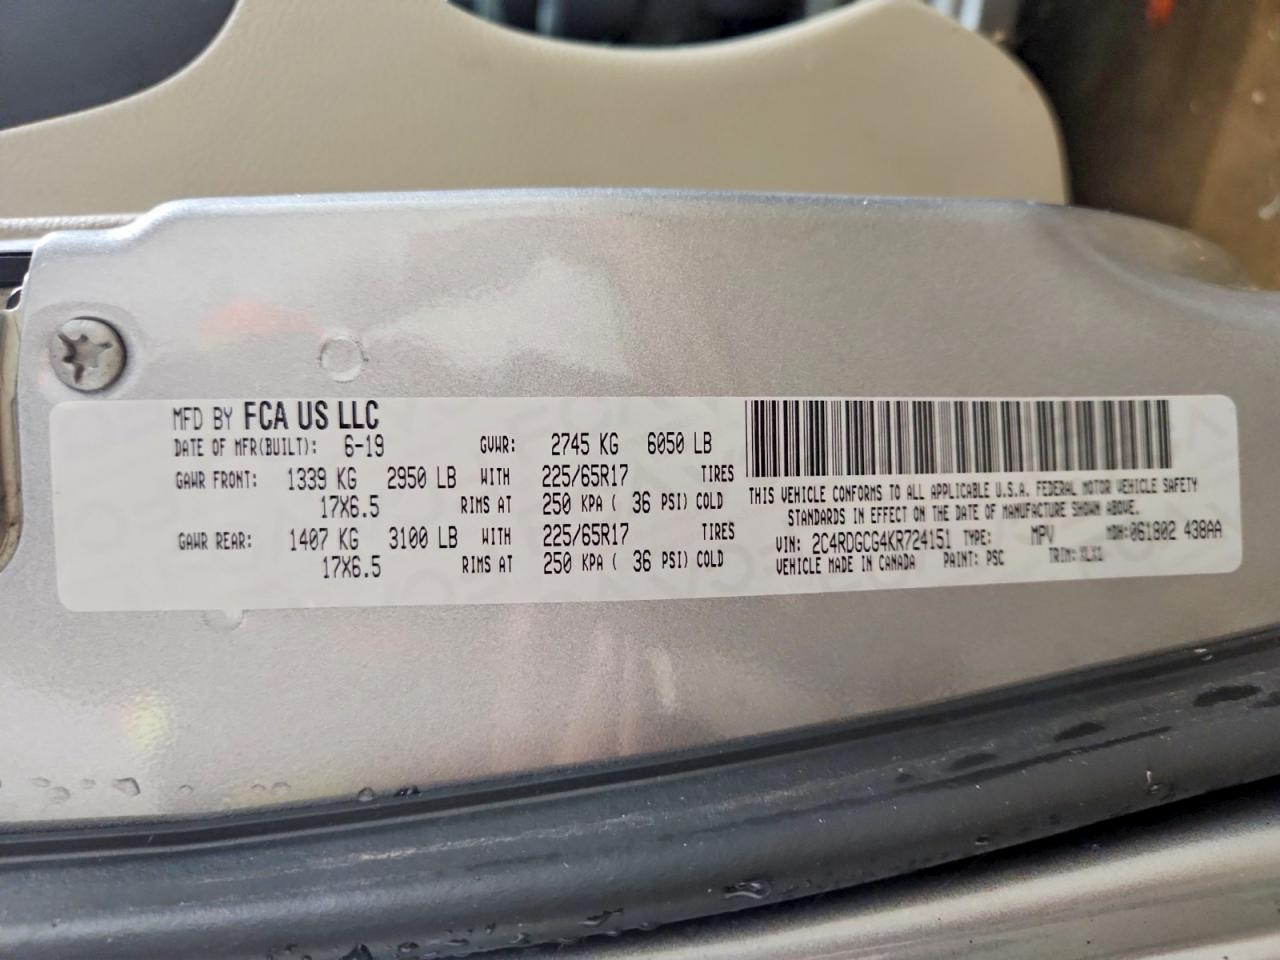 MFD BY FCA US LLC
DATE OF MFR(BUILT): 6-19 GVWR: 2745 KG 6050 LB
GAWR FRONT: 1339 KG 2950 LB WITH 225/65R17 TIRES
17X6.5 RIMS AT 250 KPA ( 36 PSI) COLD
GAWR REAR: 1407 KG 3100 LB WITH 225/65R17 TIRES
17X6.5 RIMS AT 250 KPA ( 36 PSI) COLD
THIS VEHICLE CONFORMS TO ALL APPLICABLE U.S.A. FEDERAL MOTOR VEHICLE SAFETY
STANDARDS IN EFFECT ON THE DATE OF MANUFACTURE SHOWN ABOVE.
VIN: 2C4RDGCG4KR724151 TYPE: MPV MDH:061802 438AA
VEHICLE MADE IN CANADA PAINT: PSC TRIM: